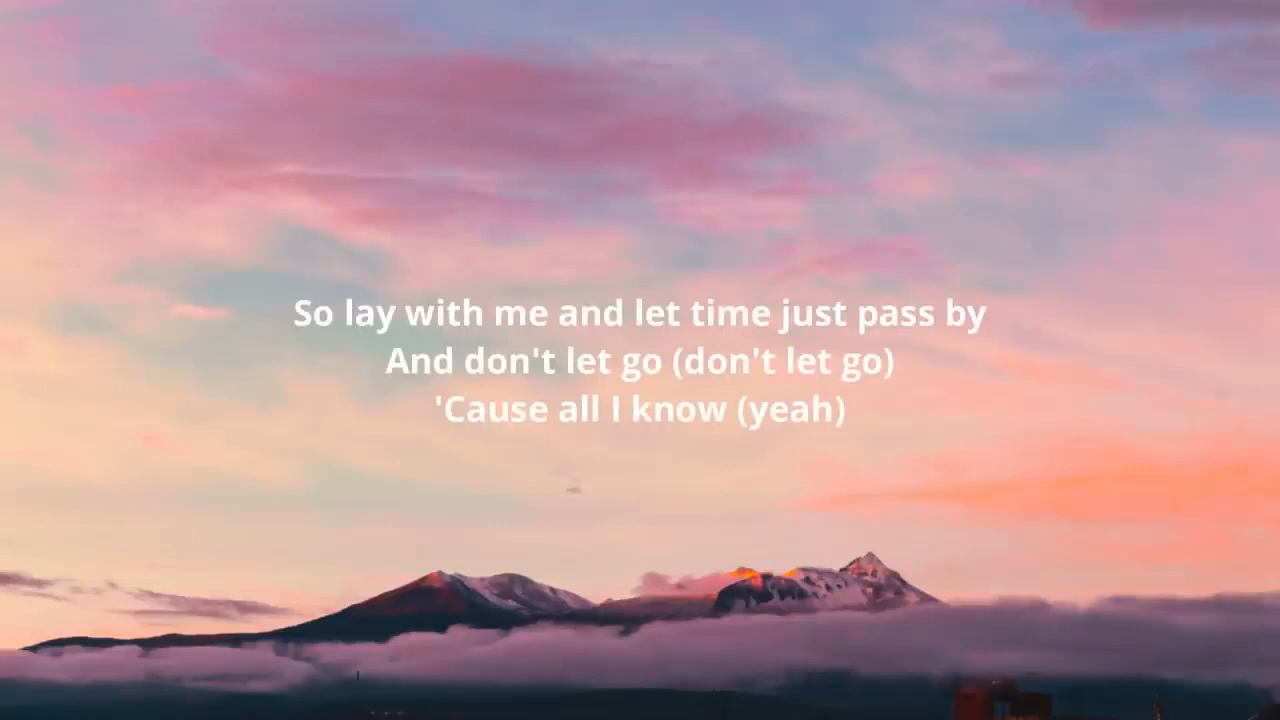 So lay with me and let time just pass by
And don't let go (don't let go)
'Cause all I know (yeah)